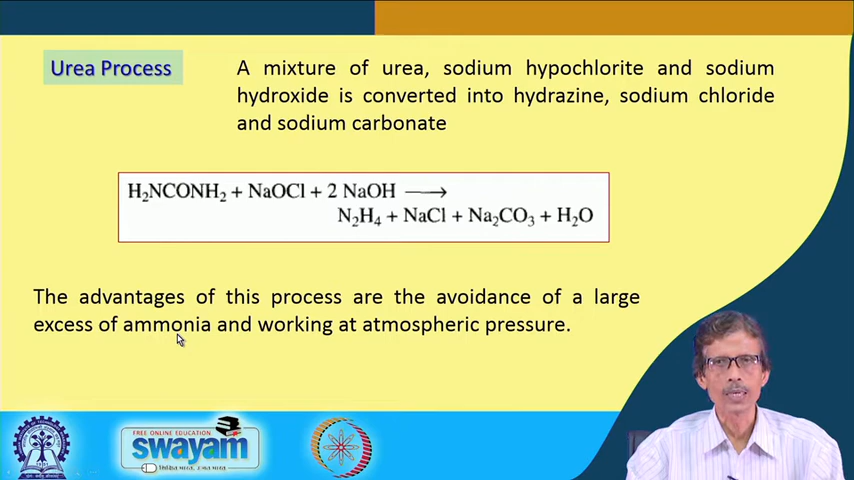 Urea Process
A mixture of urea, sodium hypochlorite and sodium
hydroxide is converted into hydrazine, sodium chloride
and sodium carbonate
H₂NCONH₂ + NaOCl + 2 NaOH ⟶
N₂H₄ + NaCl + Na₂CO₃ + H₂O
The advantages of this process are the avoidance of a large
excess of ammonia and working at atmospheric pressure.
FREE ONLINE EDUCATION
swayam